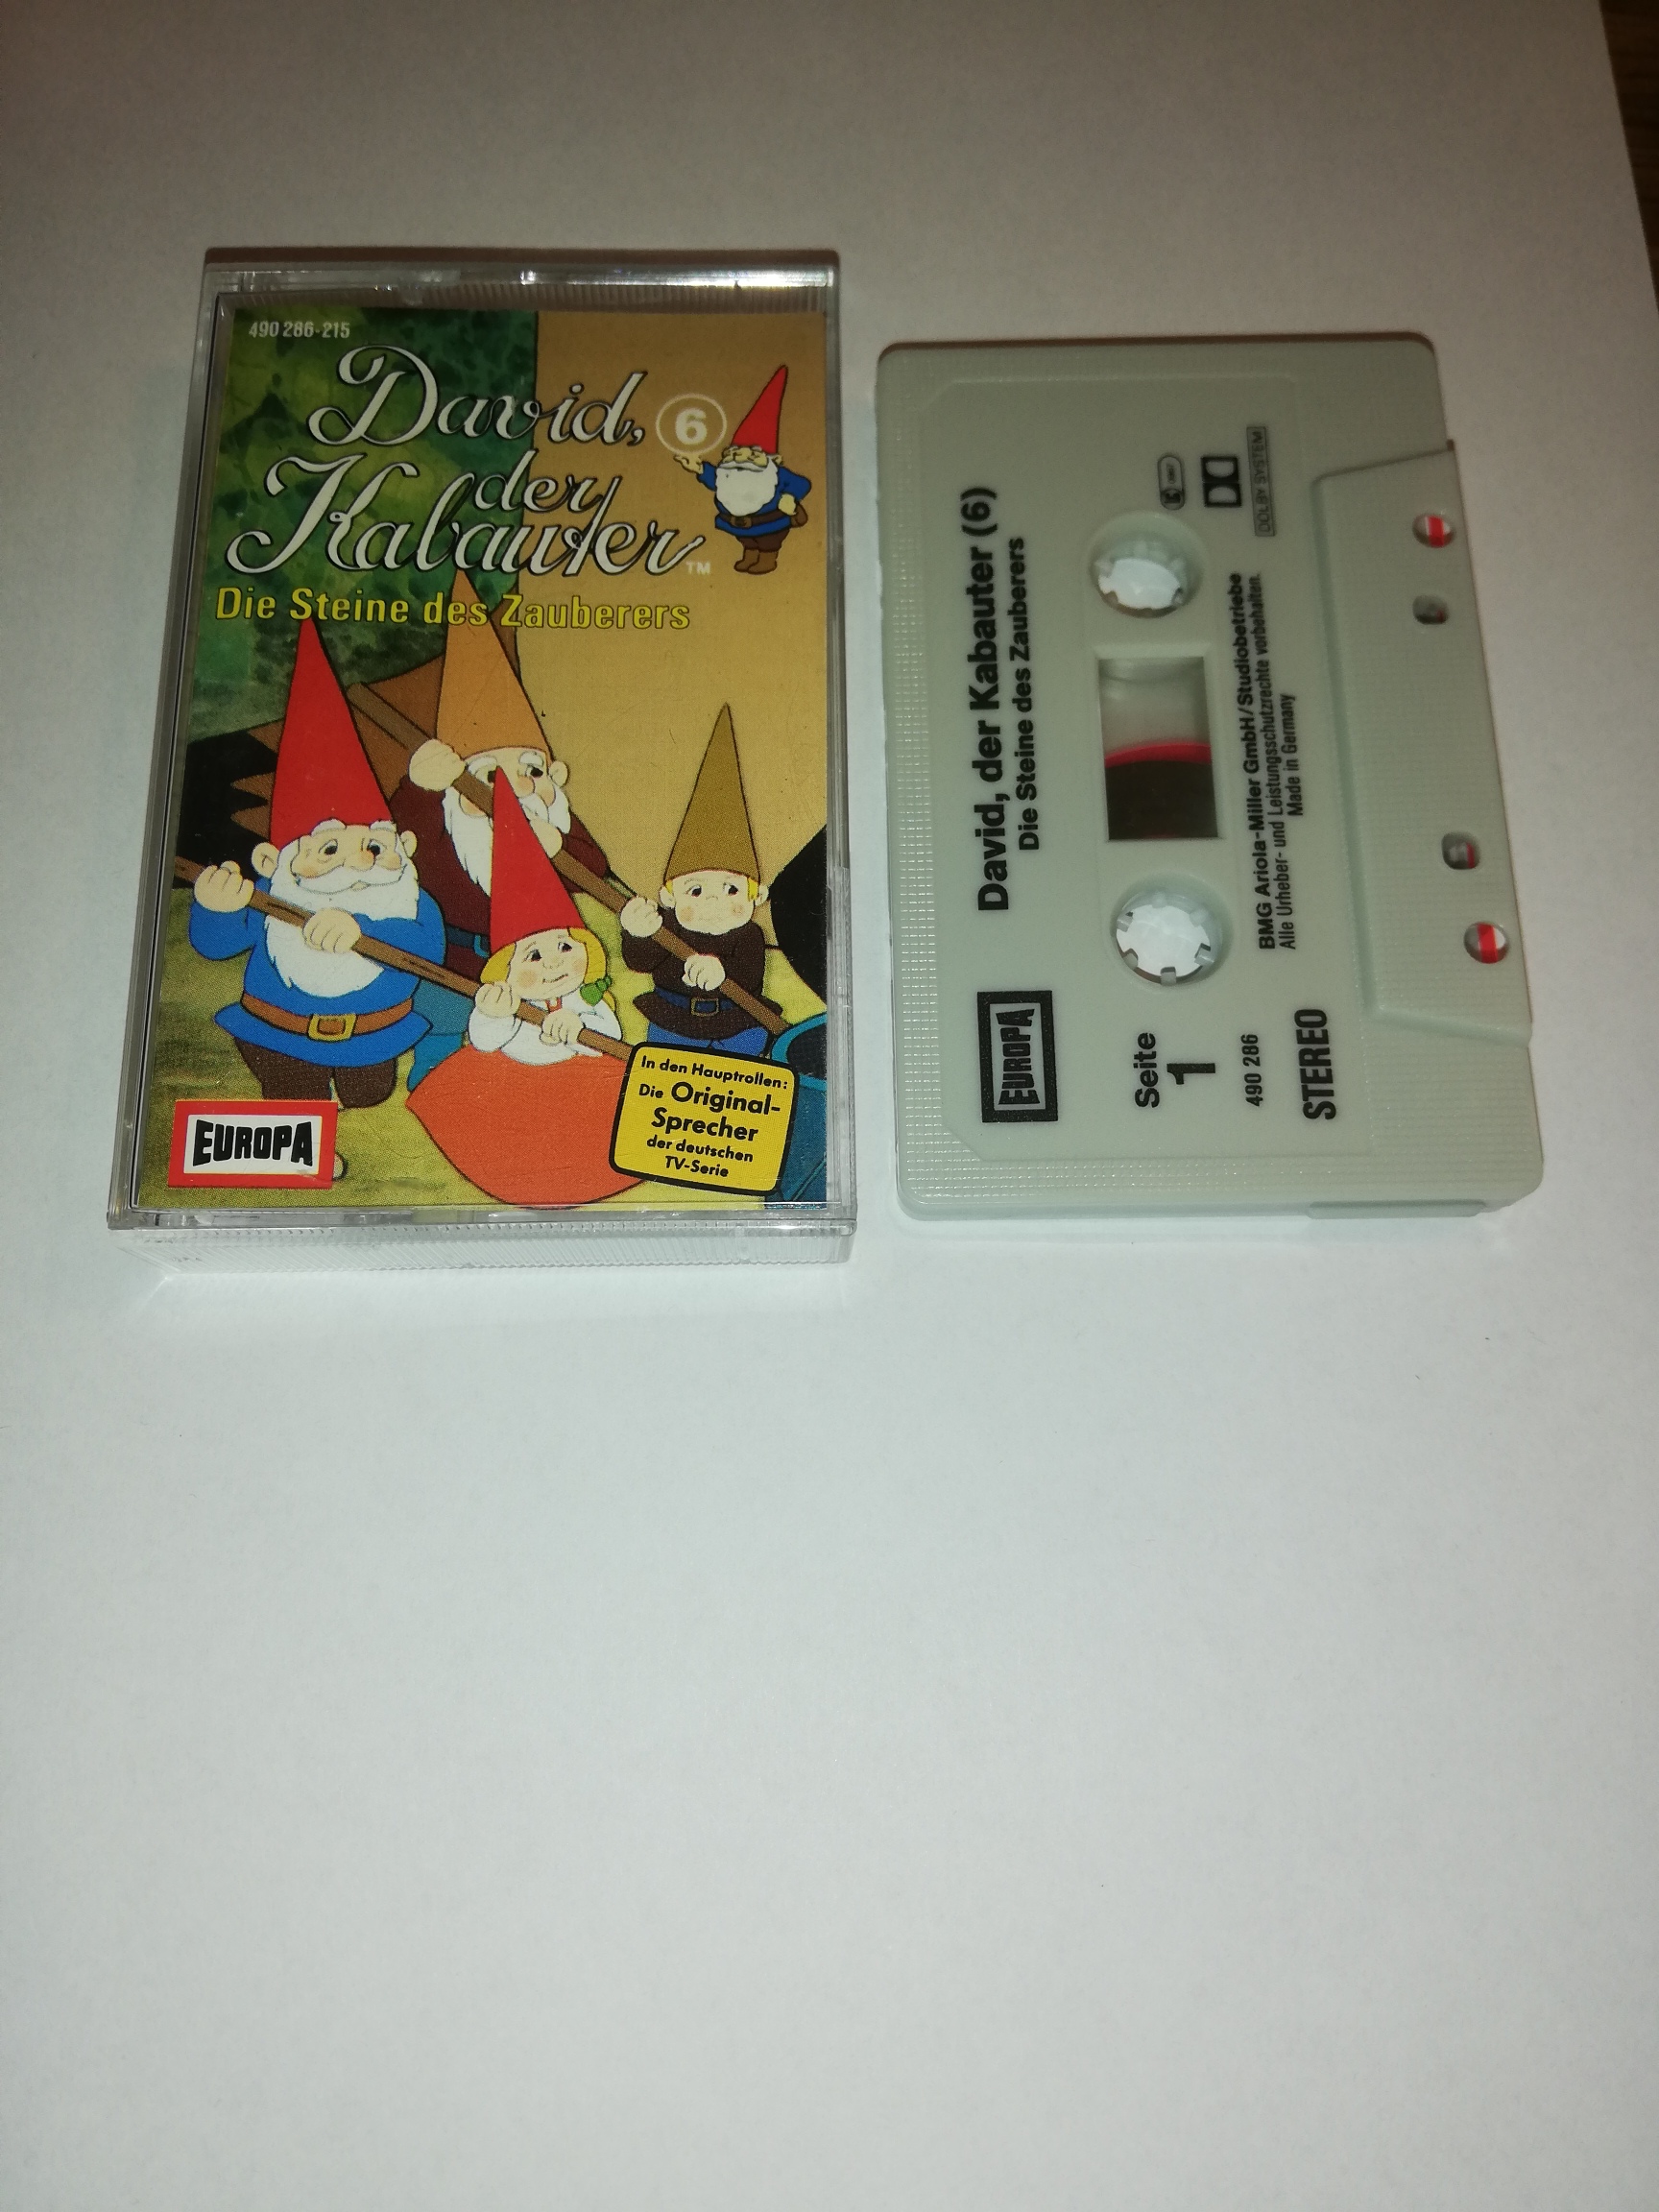 490 286-215
David,
6
der
Kabauter
TM
Die Steine des Zauberers
In den Hauptrollen:
Die Original-
Sprecher
der deutschen
TV-Serie
EUROPA
EUROPA
David, der Kabauter (6)
Die Steine des Zauberers
Seite
1
490 286
STEREO
DOLBY SYSTEM
BMG Ariola-Miller GmbH/Studiobetriebe
Alle Urheber- und Leistungsschutzrechte vorbehalten.
Made in Germany